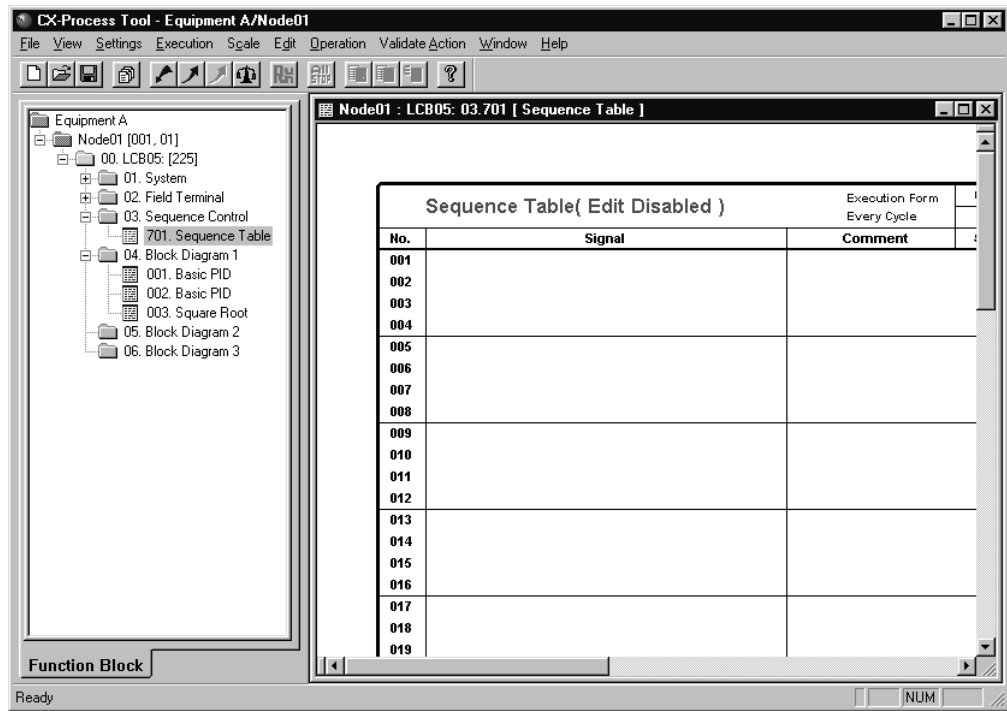 CX-Process Tool - Equipment A/Node01
File View Settings Execution Scale Edit Operation Validate Action Window Help
Equipment A
Node01 [001, 01]
00. LCB05: [225]
01. System
02. Field Terminal
03. Sequence Control
701. Sequence Table
04. Block Diagram 1
001. Basic PID
002. Basic PID
003. Square Root
05. Block Diagram 2
06. Block Diagram 3
Function Block
Node01 : LCB05: 03.701 [ Sequence Table ]
Sequence Table( Edit Disabled )
Execution Form
Every Cycle
No. Signal Comment
001
002
003
004
005
006
007
008
009
010
011
012
013
014
015
016
017
018
019
Ready
NUM